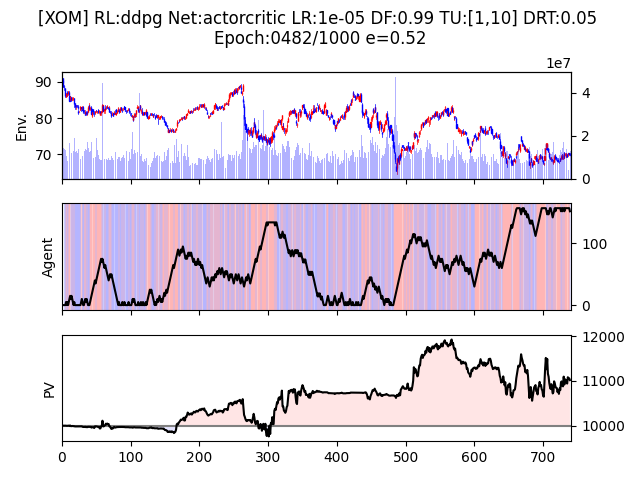 [XOM] RL:ddpg Net:actorcritic LR:1e-05 DF:0.99 TU:[1,10] DRT:0.05
Epoch:0482/1000 e=0.52
1e7
Env.
90
80
70
4
2
0
Agent
100
0
PV
12000
11000
10000
0 100 200 300 400 500 600 700